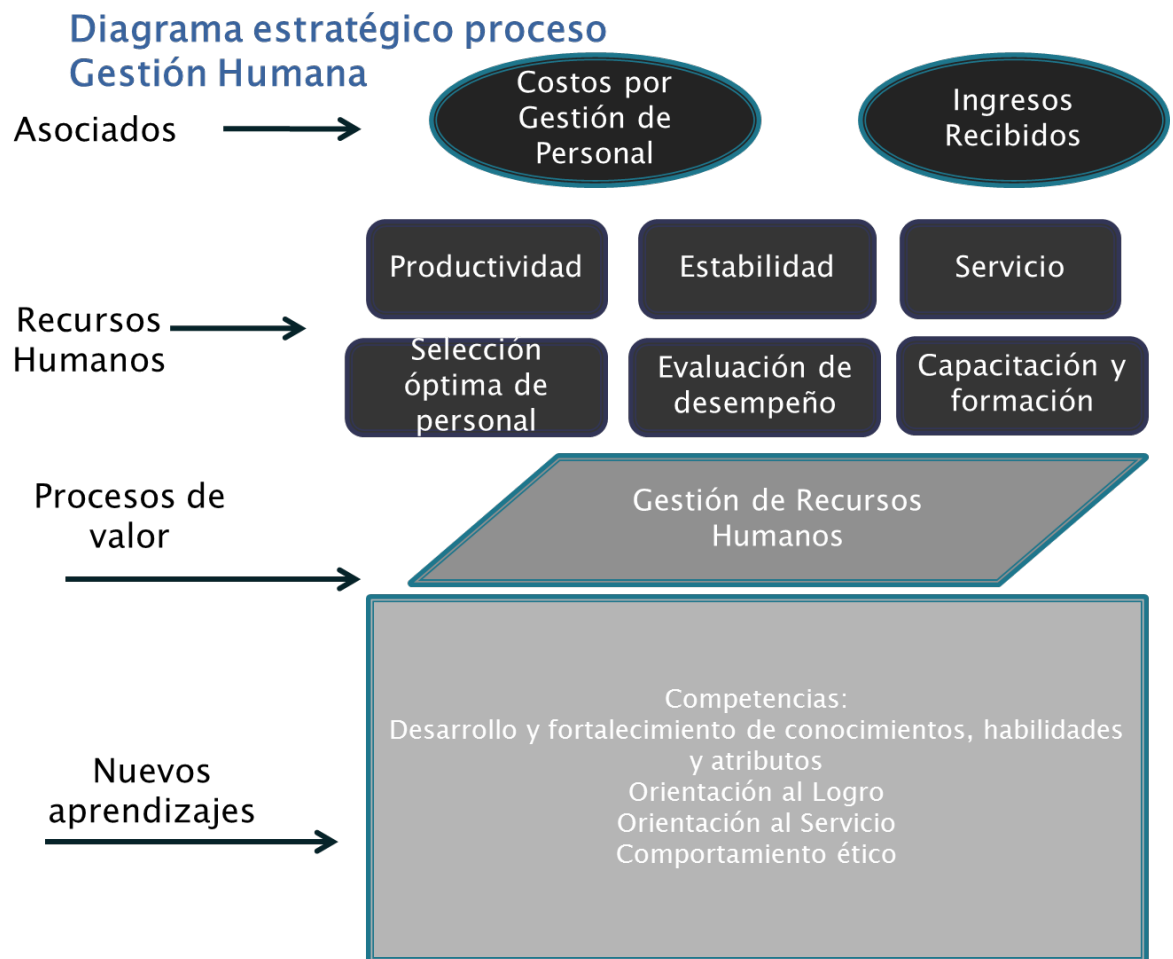 Diagrama estratégico proceso
Gestión Humana
Asociados
Costos por
Gestión de
Personal
Ingresos
Recibidos
Recursos
Humanos
Productividad
Estabilidad
Servicio
Selección
óptima de
personal
Evaluación de
desempeño
Capacitación y
formación
Procesos de
valor
Gestión de Recursos
Humanos
Nuevos
aprendizajes
Competencias:
Desarrollo y fortalecimiento de conocimientos, habilidades
y atributos
Orientación al Logro
Orientación al Servicio
Comportamiento ético